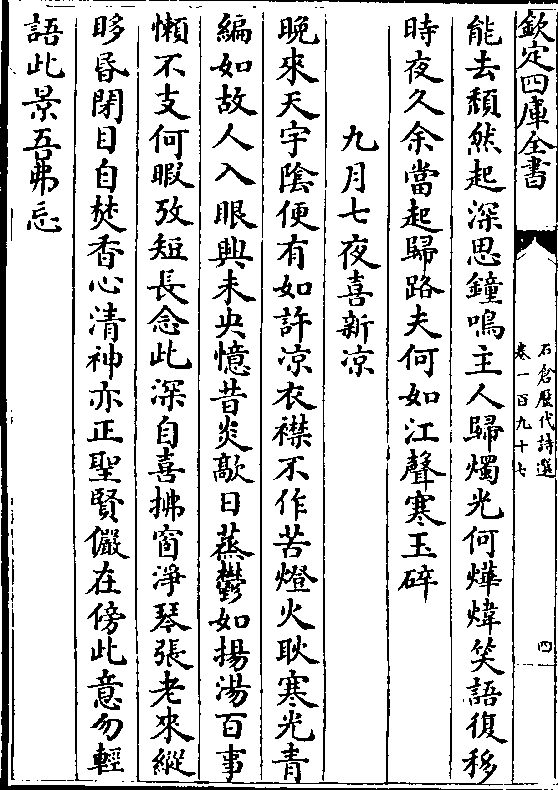 欽定四庫全書
石倉歷代詩選
卷一百九十七
四
能去頹然起深思鐘鳴主人歸燭光何燁煒笑語復移
時夜久余當起歸路夫何如江聲寒玉碎
九月七夜喜新凉
晚來天宇陰便有如許凉衣襟不作苦燈火耿寒光青
編如故人入眼興未央憶昔炎歊日蒸鬱如揚湯百事
懶不支何暇攷短長念此深自喜拂窗淨琴張老來縱
眵昏閉目自焚香心清神亦正聖賢儼在傍此意勿輕
語此景吾弗忘